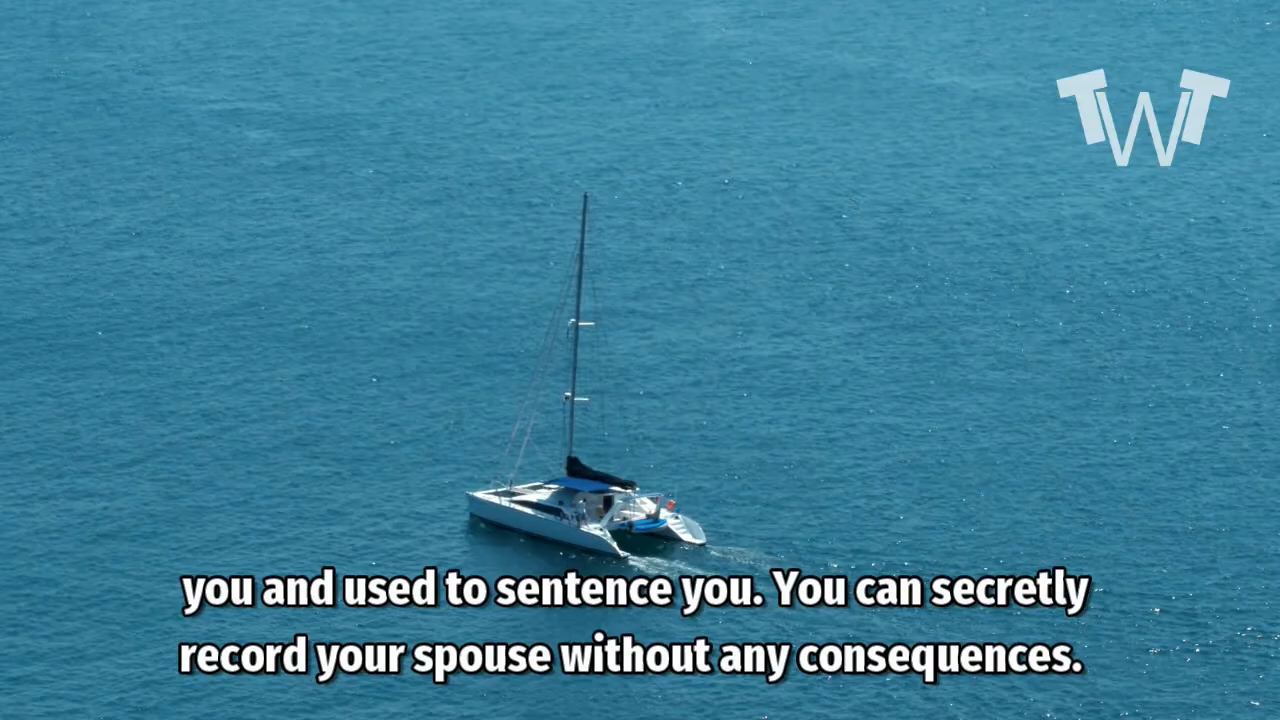 TWT
you and used to sentence you. You can secretly
record your spouse without any consequences.